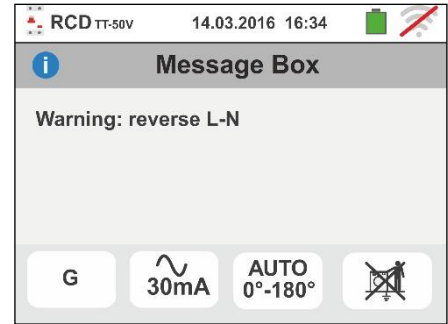 RCD TT-50V 14.03.2016 16:34
i Message Box
Warning: reverse L-N
G 30mA AUTO
0°-180°